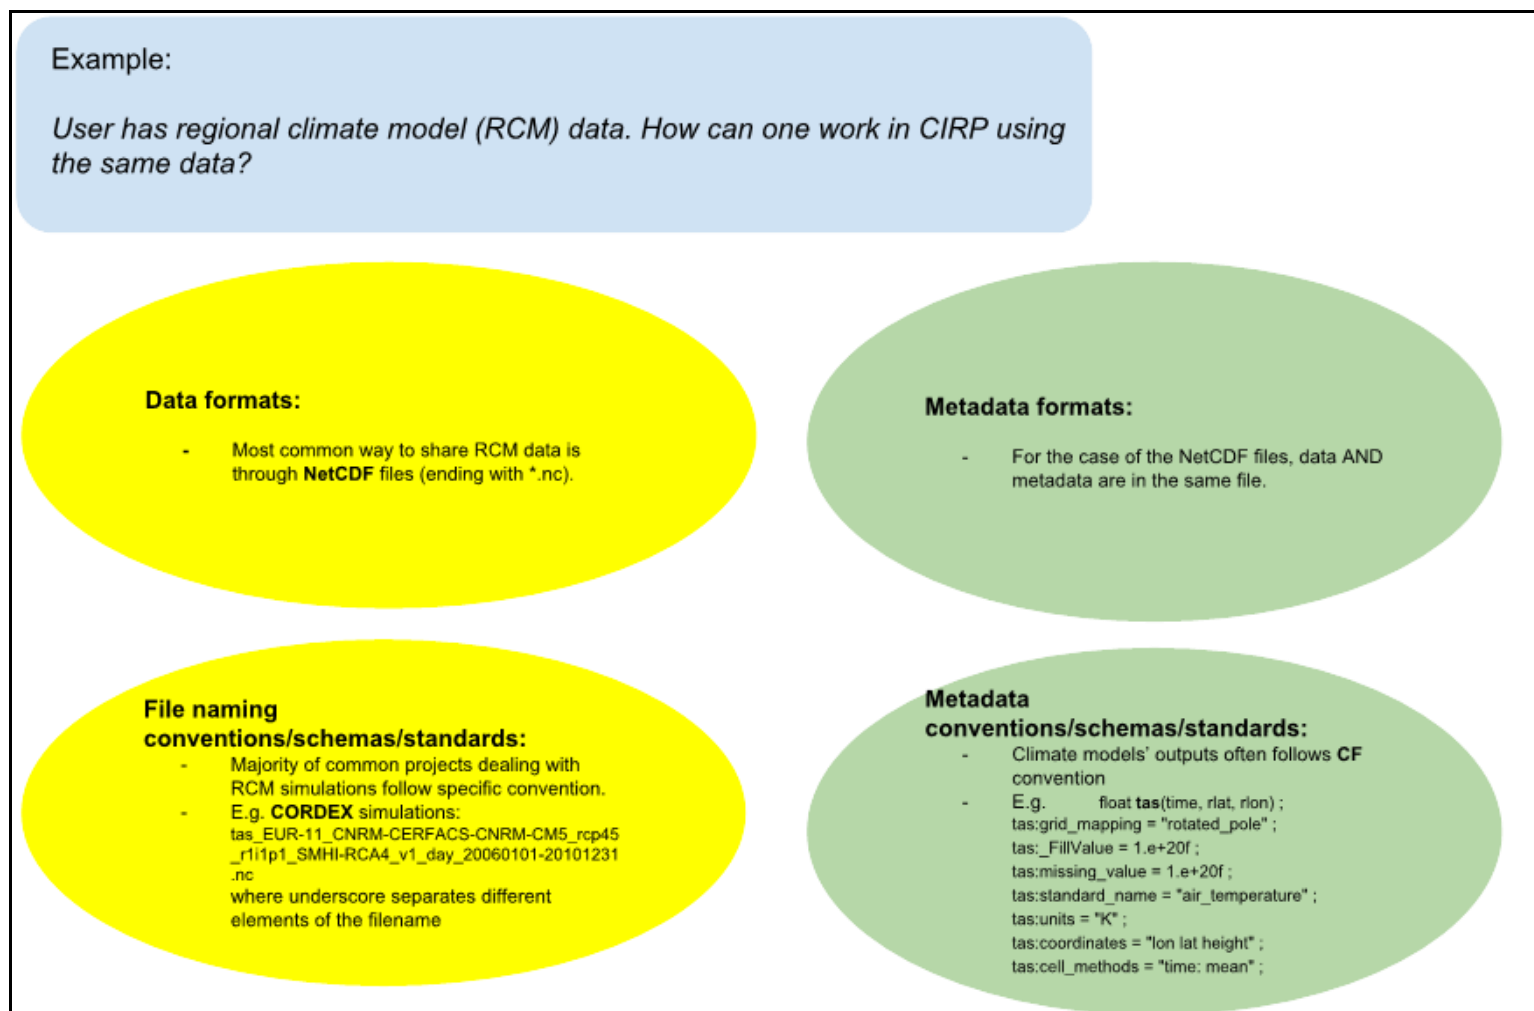 Example:
User has regional climate model (RCM) data. How can one work in CIRP using
the same data?
Data formats:
- Most common way to share RCM data is
through NetCDF files (ending with *.nc).
Metadata formats:
- For the case of the NetCDF files, data AND
metadata are in the same file.
File naming
conventions/schemas/standards:
- Majority of common projects dealing with
RCM simulations follow specific convention.
- E.g. CORDEX simulations:
tas_EUR-11_CNRM-CERFACS-CNRM-CM5_rcp45
_r1i1p1_SMHI-RCA4_v1_day_20060101-20101231
.nc
where underscore separates different
elements of the filename
Metadata
conventions/schemas/standards:
- Climate models' outputs often follows CF
convention
- E.g. float tas(time, rlat, rlon) ;
tas:grid_mapping = "rotated_pole" ;
tas:_FillValue = 1.e+20f ;
tas:missing_value = 1.e+20f ;
tas:standard_name = "air_temperature" ;
tas:units = "K" ;
tas:coordinates = "lon lat height" ;
tas:cell_methods = "time: mean" ;